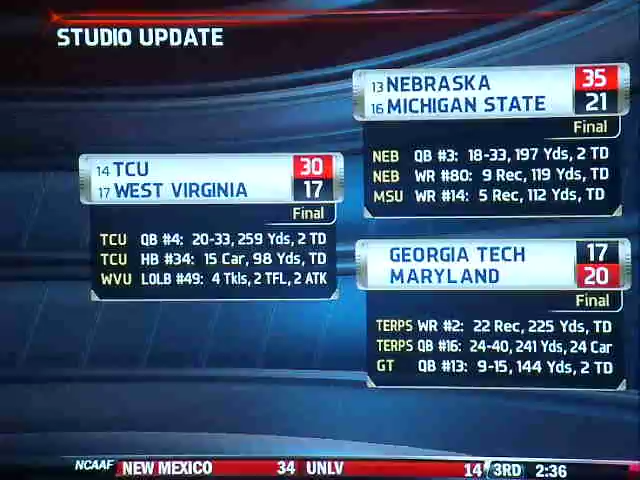 STUDIO UPDATE
13 NEBRASKA 35
16 MICHIGAN STATE 21
Final
NEB QB #3: 18-33, 197 Yds, 2 TD
NEB WR #80: 9 Rec, 119 Yds, TD
MSU WR #14: 5 Rec, 112 Yds, TD
14 TCU 30
17 WEST VIRGINIA 17
Final
TCU QB #4: 20-33, 259 Yds, 2 TD
TCU HB #34: 15 Car, 98 Yds, TD
WVU LOLB #49: 4 Tkls, 2 TFL, 2 ATK
GEORGIA TECH 17
MARYLAND 20
Final
TERPS WR #2: 22 Rec, 225 Yds, TD
TERPS QB #16: 24-40, 241 Yds, 24 Car
GT QB #13: 9-15, 144 Yds, 2 TD
NCAAF NEW MEXICO 34 UNLV 14 3RD 2:36